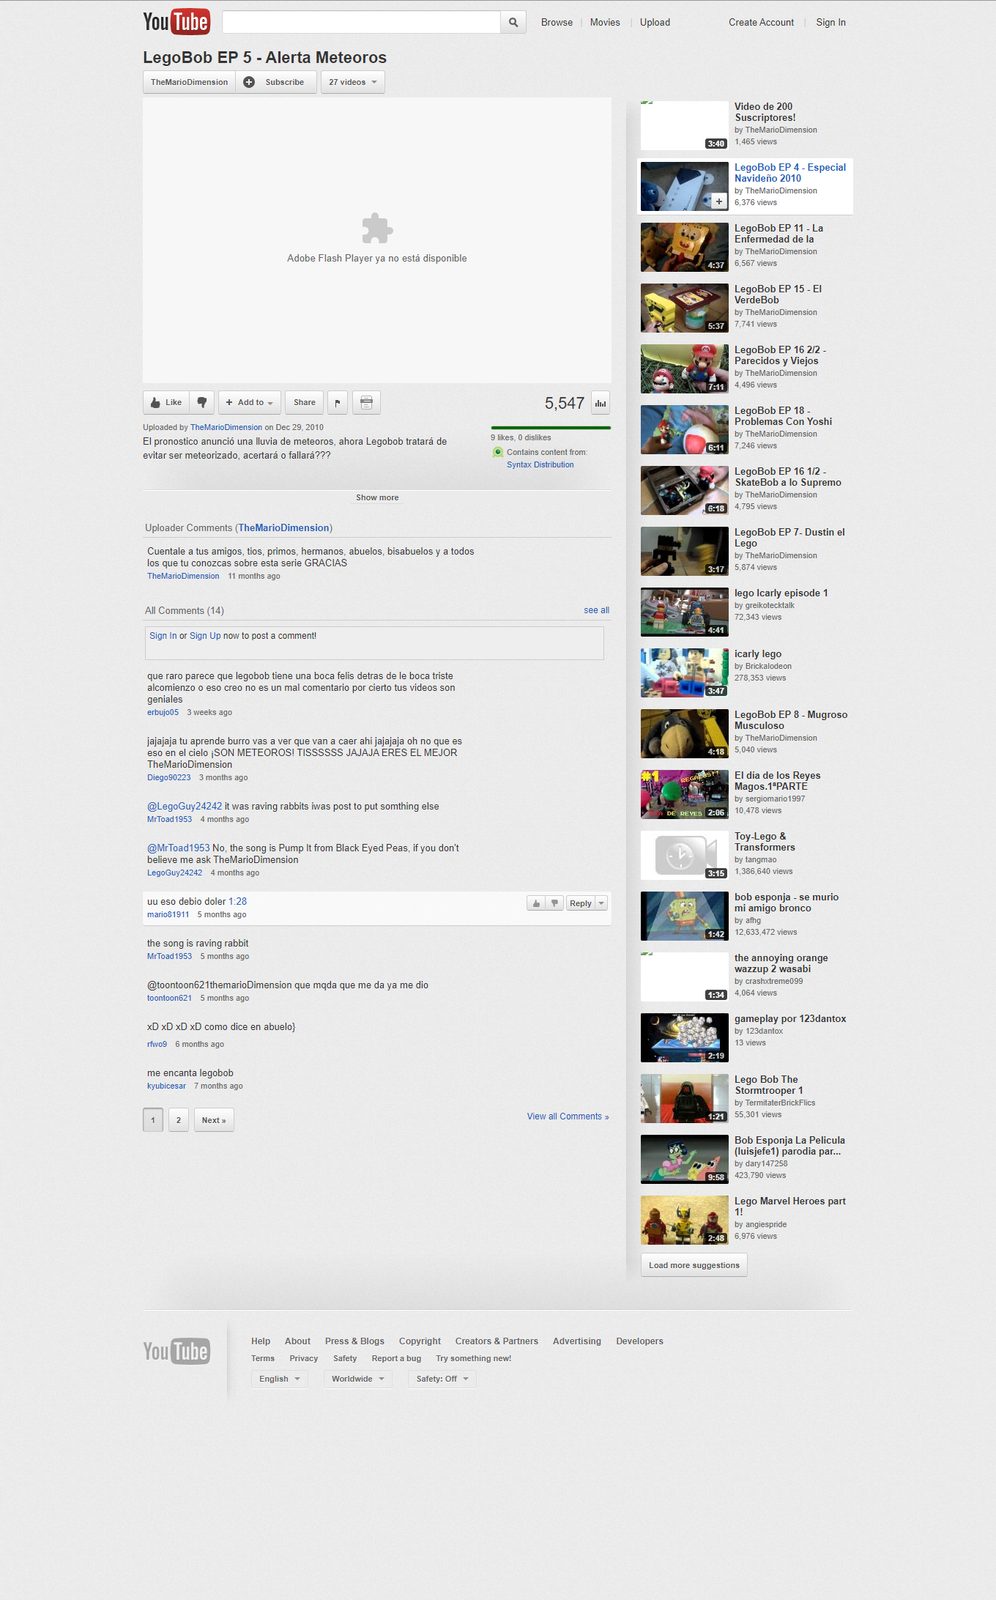 YouTube
Browse
Movies
Upload
Create Account
Sign In
LegoBob EP 5 - Alerta Meteoros
TheMarioDimension
Subscribe
27 videos
Adobe Flash Player ya no está disponible
Like
Add to
Share
5,547
Uploaded by TheMarioDimension on Dec 29, 2010
El pronostico anunció una lluvia de meteoros, ahora Legobob tratará de
evitar ser meteorizado, acertará o fallará???
9 likes, 0 dislikes
Contains content from:
Syntax Distribution
Show more
Uploader Comments (TheMarioDimension)
Cuentale a tus amigos, tios, primos, hermanos, abuelos, bisabuelos y a todos
los que tu conozcas sobre esta serie GRACIAS
TheMarioDimension 11 months ago
All Comments (14)
see all
Sign In or Sign Up now to post a comment!
que raro parece que legobob tiene una boca felis detras de le boca triste
alcomienzo o eso creo no es un mal comentario por cierto tus videos son
geniales
erbujo05 3 weeks ago
jajajaja tu aprende burro vas a ver que van a caer ahi jajajaja oh no que es
eso en el cielo ¡SON METEOROS! TISSSSSS JAJAJA ERES EL MEJOR
TheMarioDimension
Diego90223 3 months ago
@LegoGuy24242 it was raving rabbits iwas post to put somthing else
MrToad1953 4 months ago
@MrToad1953 No, the song is Pump It from Black Eyed Peas, if you don't
believe me ask TheMarioDimension
LegoGuy24242 4 months ago
uu eso debio doler 1:28
mario81911 5 months ago
Reply
the song is raving rabbit
MrToad1953 5 months ago
@toontoon621themarioDimension que mqda que me da ya me dio
toontoon621 5 months ago
xD xD xD xD como dice en abuelo}
rfwo9 6 months ago
me encanta legobob
kyubicesar 7 months ago
1
2
Next »
View all Comments »
Video de 200
Suscriptores!
by TheMarioDimension
1,465 views
3:40
LegoBob EP 4 - Especial
Navideño 2010
by TheMarioDimension
6,376 views
LegoBob EP 11 - La
Enfermedad de la
by TheMarioDimension
6,567 views
4:37
LegoBob EP 15 - El
VerdeBob
by TheMarioDimension
7,741 views
5:37
LegoBob EP 16 2/2 -
Parecidos y Viejos
by TheMarioDimension
4,496 views
7:11
LegoBob EP 18 -
Problemas Con Yoshi
by TheMarioDimension
7,246 views
6:11
LegoBob EP 16 1/2 -
SkateBob a lo Supremo
by TheMarioDimension
4,795 views
6:18
LegoBob EP 7- Dustin el
Lego
by TheMarioDimension
5,874 views
3:17
lego Icarly episode 1
by greikotecktalk
72,343 views
4:41
icarly lego
by Brickalodeon
278,353 views
3:47
LegoBob EP 8 - Mugroso
Musculoso
by TheMarioDimension
5,040 views
4:18
El dia de los Reyes
Magos.1ªPARTE
by sergiomario1997
10,478 views
#1
2:06
Toy-Lego &
Transformers
by tangmao
1,386,640 views
3:15
bob esponja - se murio
mi amigo bronco
by afhg
12,633,472 views
1:42
the annoying orange
wazzup 2 wasabi
by crashxtreme099
4,064 views
1:34
gameplay por 123dantox
by 123dantox
13 views
2:19
Lego Bob The
Stormtrooper 1
by TermitaterBrickFlics
55,301 views
1:21
Bob Esponja La Pelicula
(luisjefe1) parodia par...
by dary147258
423,790 views
9:58
Lego Marvel Heroes part
1!
by angiespride
6,976 views
2:48
Load more suggestions
YouTube
Help
About
Press & Blogs
Copyright
Creators & Partners
Advertising
Developers
Terms
Privacy
Safety
Report a bug
Try something new!
English
Worldwide
Safety: Off